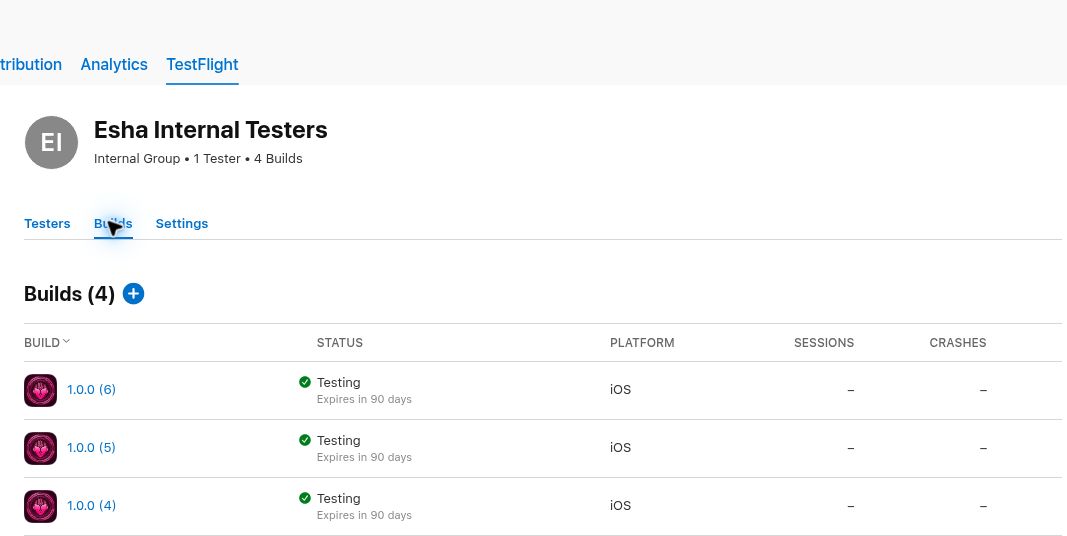 tribution Analytics TestFlight
EI
Esha Internal Testers
Internal Group • 1 Tester • 4 Builds
Testers Builds Settings
Builds (4)
BUILD STATUS PLATFORM SESSIONS CRASHES
1.0.0 (6) Testing iOS – –
Expires in 90 days
1.0.0 (5) Testing iOS – –
Expires in 90 days
1.0.0 (4) Testing iOS – –
Expires in 90 days